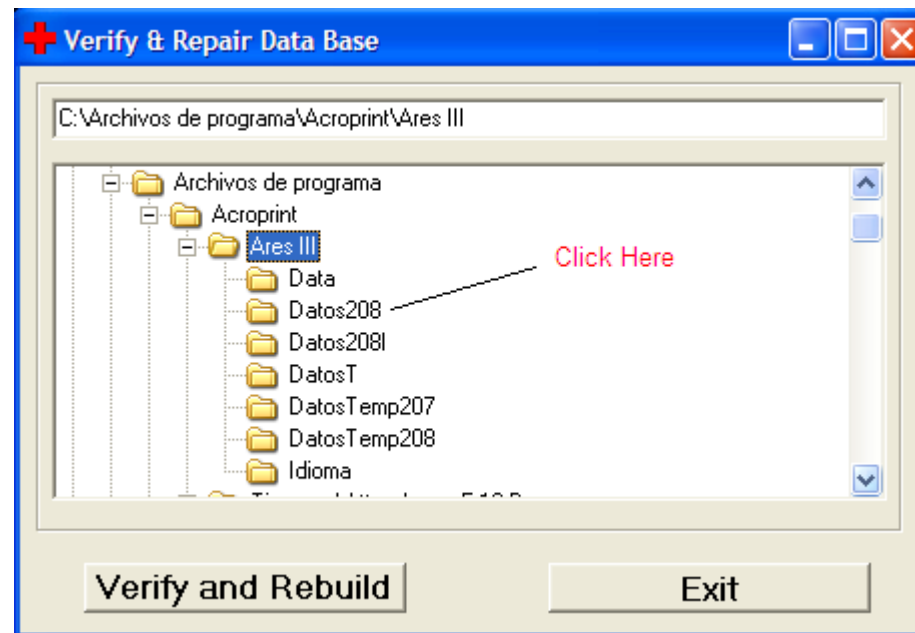 Verify & Repair Data Base
C:\Archivos de programa\Acroprint\Ares III
Archivos de programa
Acroprint
Ares III
Click Here
Data
Datos208
Datos208I
DatosT
DatosTemp207
DatosTemp208
Idioma
Verify and Rebuild
Exit